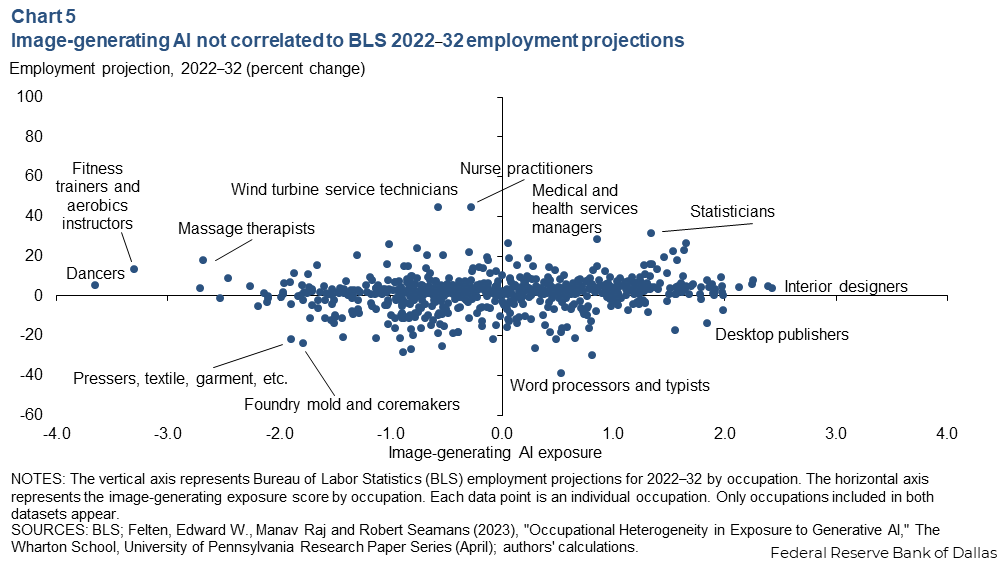 Chart 5
Image-generating AI not correlated to BLS 2022–32 employment projections
Employment projection, 2022–32 (percent change)
100
80
60
40
20
0
-20
-40
-60
Fitness
trainers and
aerobics
instructors
Nurse practitioners
Wind turbine service technicians
Medical and
health services
managers
Statisticians
Massage therapists
Dancers
Interior designers
Desktop publishers
Pressers, textile, garment, etc.
Word processors and typists
Foundry mold and coremakers
-4.0 -3.0 -2.0 -1.0 0.0 1.0 2.0 3.0 4.0
Image-generating AI exposure
NOTES: The vertical axis represents Bureau of Labor Statistics (BLS) employment projections for 2022–32 by occupation. The horizontal axis
represents the image-generating exposure score by occupation. Each data point is an individual occupation. Only occupations included in both
datasets appear.
SOURCES: BLS; Felten, Edward W., Manav Raj and Robert Seamans (2023), "Occupational Heterogeneity in Exposure to Generative AI," The
Wharton School, University of Pennsylvania Research Paper Series (April); authors' calculations.
Federal Reserve Bank of Dallas